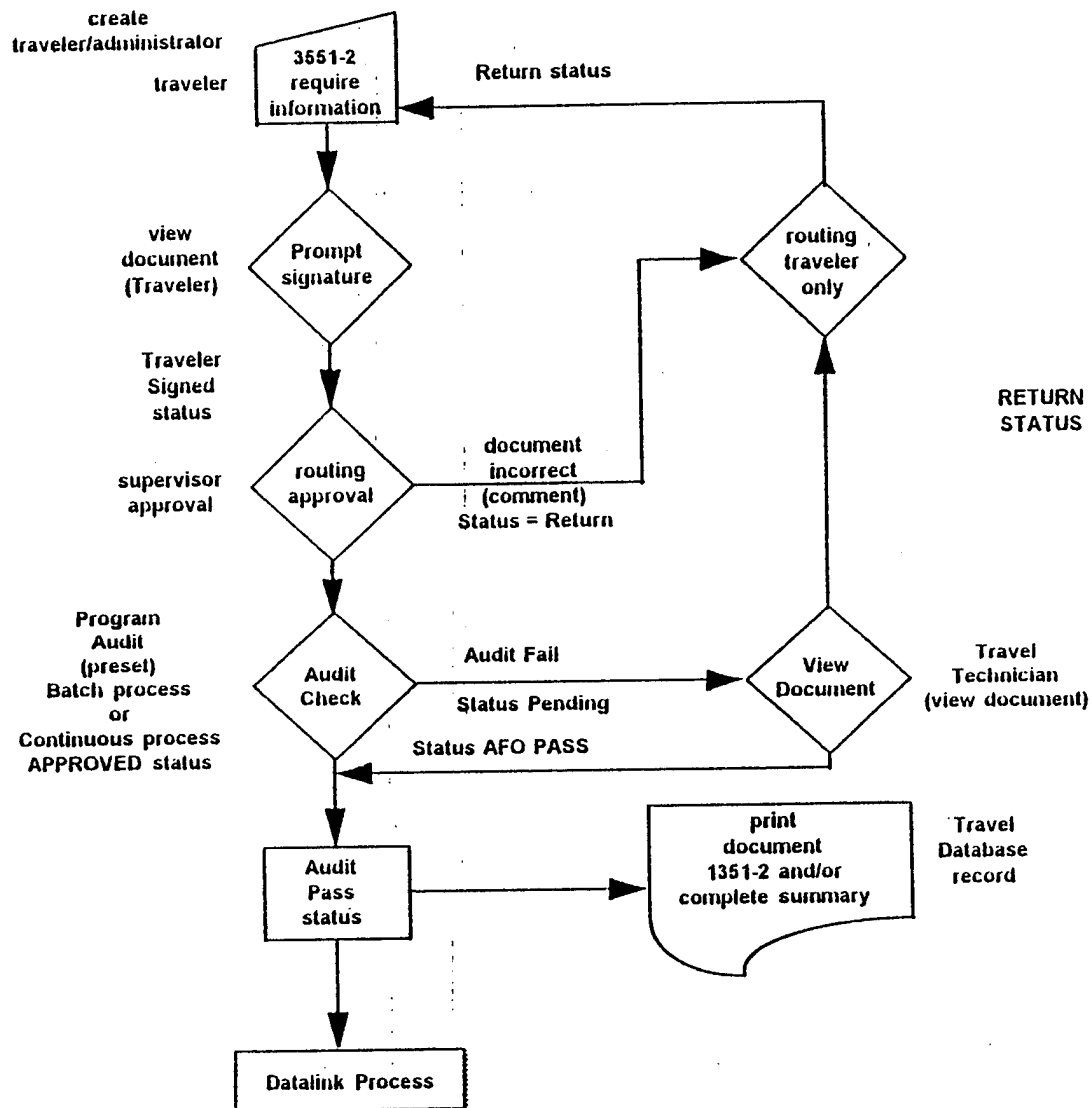 create
traveler/administrator
traveler
3551-2
require
information
Return status
view
document
(Traveler)
Prompt
signature
routing
traveler
only
Traveler
Signed
status
RETURN
STATUS
supervisor
approval
routing
approval
document
incorrect
(comment)
Status = Return
Program
Audit
(preset)
Batch process
or
Continuous process
APPROVED status
Audit
Check
Audit Fail
Status Pending
View
Document
Travel
Technician
(view document)
Status AFO PASS
Audit
Pass
status
print
document
1351-2 and/or
complete summary
Travel
Database
record
Datalink Process